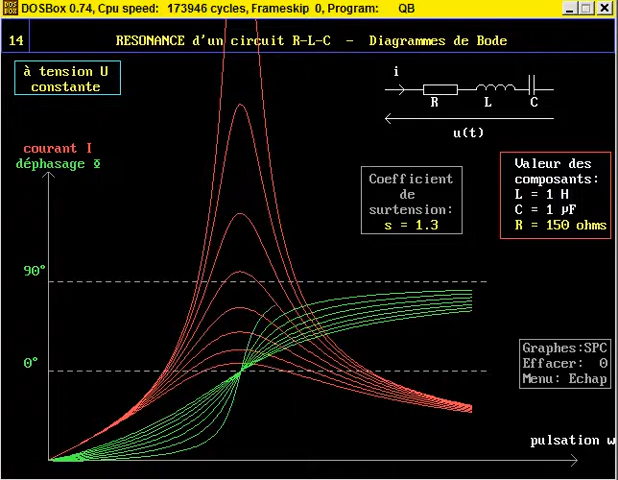 DOSBox 0.74, Cpu speed: 173946 cycles, Frameskip 0, Program: QB
14
RESONANCE d'un circuit R-L-C - Diagrammes de Bode
à tension U
constante
i
R L C
u(t)
courant I
déphasage Φ
Coefficient
de
surtension:
s = 1.3
Valeur des
composants:
L = 1 H
C = 1 µF
R = 150 ohms
90°
0°
Graphes:SPC
Effacer: 0
Menu: Echap
pulsation w